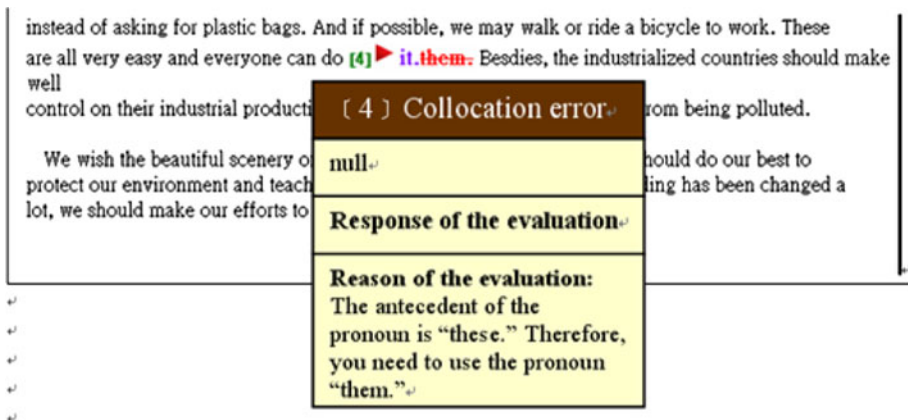 instead of asking for plastic bags. And if possible, we may walk or ride a bicycle to work. These
are all very easy and everyone can do [4] it.them. Besdies, the industrialized countries should make
well
control on their industrial producti rom being polluted.
We wish the beautiful scenery o hould do our best to
protect our environment and teach ling has been changed a
lot, we should make our efforts to
〔4〕Collocation error
null
Response of the evaluation
Reason of the evaluation:
The antecedent of the
pronoun is “these.” Therefore,
you need to use the pronoun
“them.”